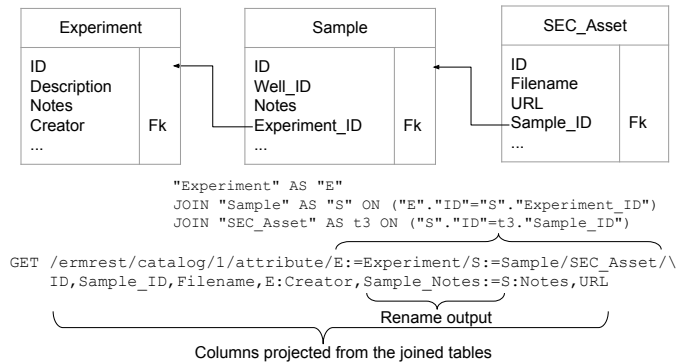 Experiment
ID
Description
Notes
Creator
...
Fk
Sample
ID
Well_ID
Notes
Experiment_ID
...
Fk
SEC_Asset
ID
Filename
URL
Sample_ID
...
Fk
"Experiment" AS "E"
JOIN "Sample" AS "S" ON ("E"."ID"="S"."Experiment_ID")
JOIN "SEC_Asset" AS t3 ON ("S"."ID"=t3."Sample_ID")
GET /ermrest/catalog/1/attribute/E:=Experiment/S:=Sample/SEC_Asset/\
ID,Sample_ID,Filename,E:Creator,Sample_Notes:=S:Notes,URL
Rename output
Columns projected from the joined tables